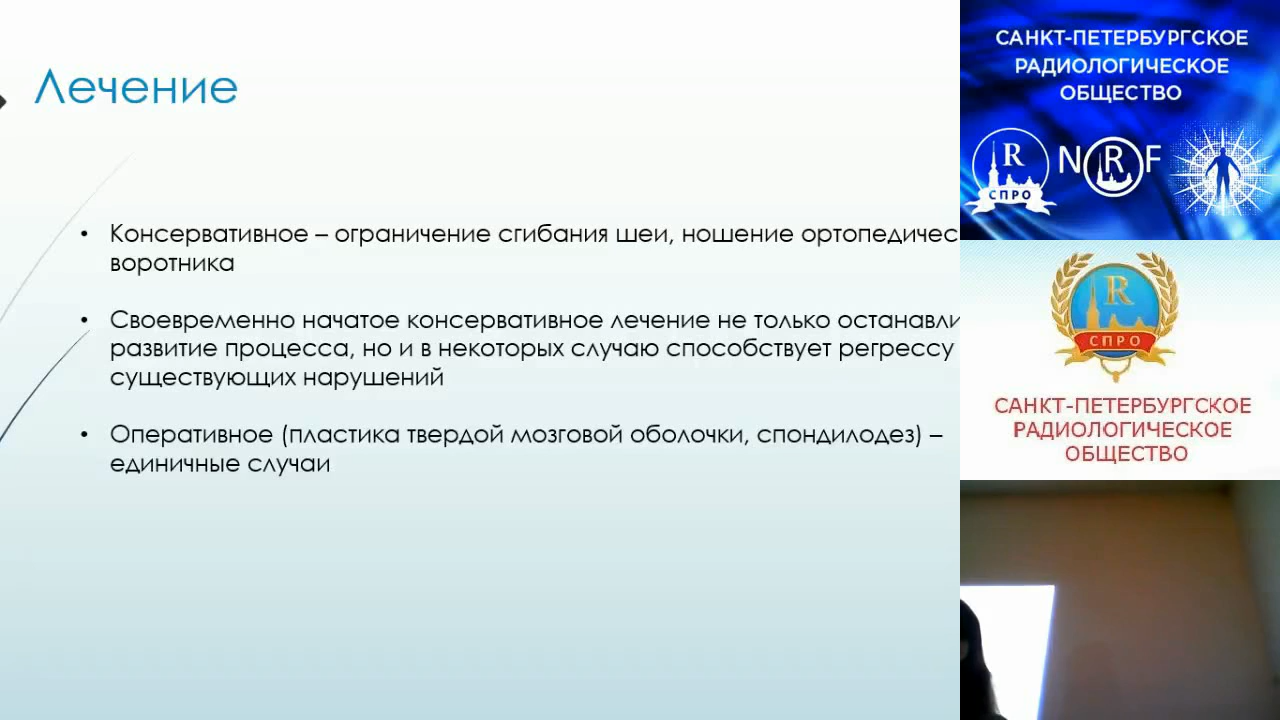 Лечение
• Консервативное – ограничение сгибания шеи, ношение ортопедичес
воротника
• Своевременно начатое консервативное лечение не только останавли
развитие процесса, но и в некоторых случаю способствует регрессу
существующих нарушений
• Оперативное (пластика твердой мозговой оболочки, спондилодез) –
единичные случаи
САНКТ-ПЕТЕРБУРГСКОЕ
РАДИОЛОГИЧЕСКОЕ
ОБЩЕСТВО
R
СПРО
N R F
R
СПРО
САНКТ-ПЕТЕРБУРГСКОЕ
РАДИОЛОГИЧЕСКОЕ
ОБЩЕСТВО